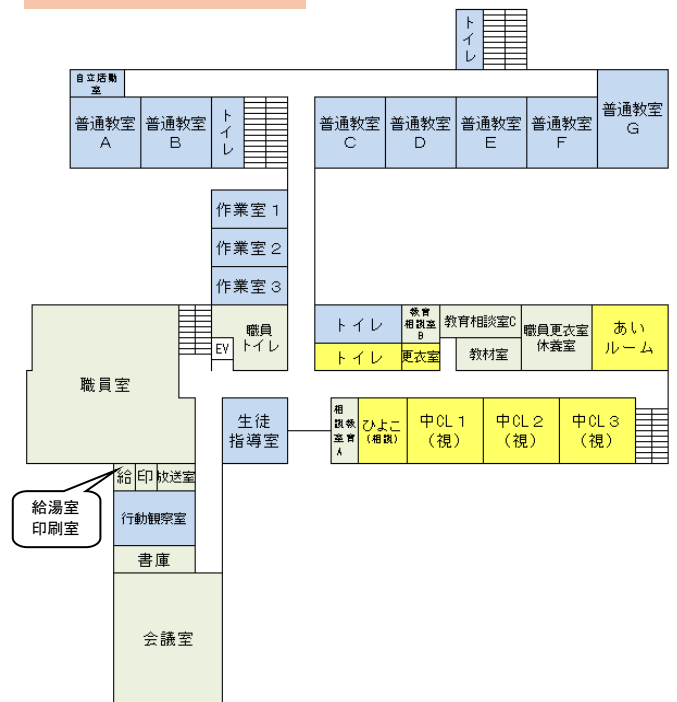 トイレ
自立活動
室
普通教室
A
普通教室
B
トイレ
普通教室
C
普通教室
D
普通教室
E
普通教室
F
普通教室
G
作業室1
作業室2
作業室3
職員
トイレ
EV
職員室
トイレ
教育
相談室
B
教育相談室C
職員更衣室
休養室
あい
ルーム
トイレ
更衣室
教材室
生徒
指導室
教育
相談室A
ひよこ
(相談)
中CL1
(視)
中CL2
(視)
中CL3
(視)
給
印
放送室
給湯室
印刷室
行動観察室
書庫
会議室